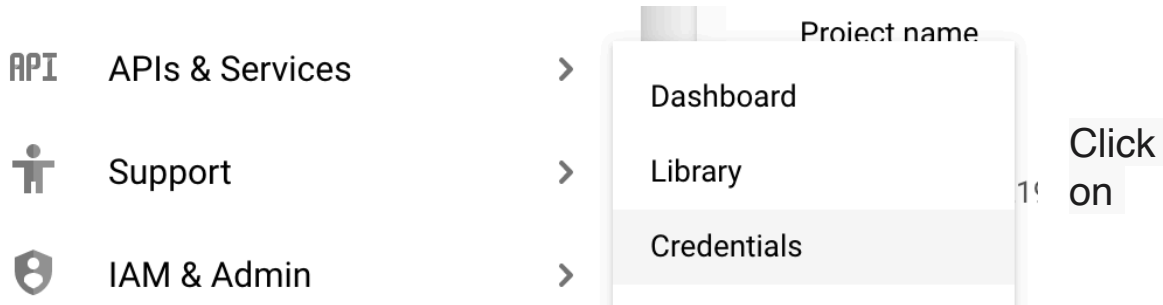 API APIs & Services
Support
IAM & Admin
Project name
Dashboard
Library
Credentials
Click
on